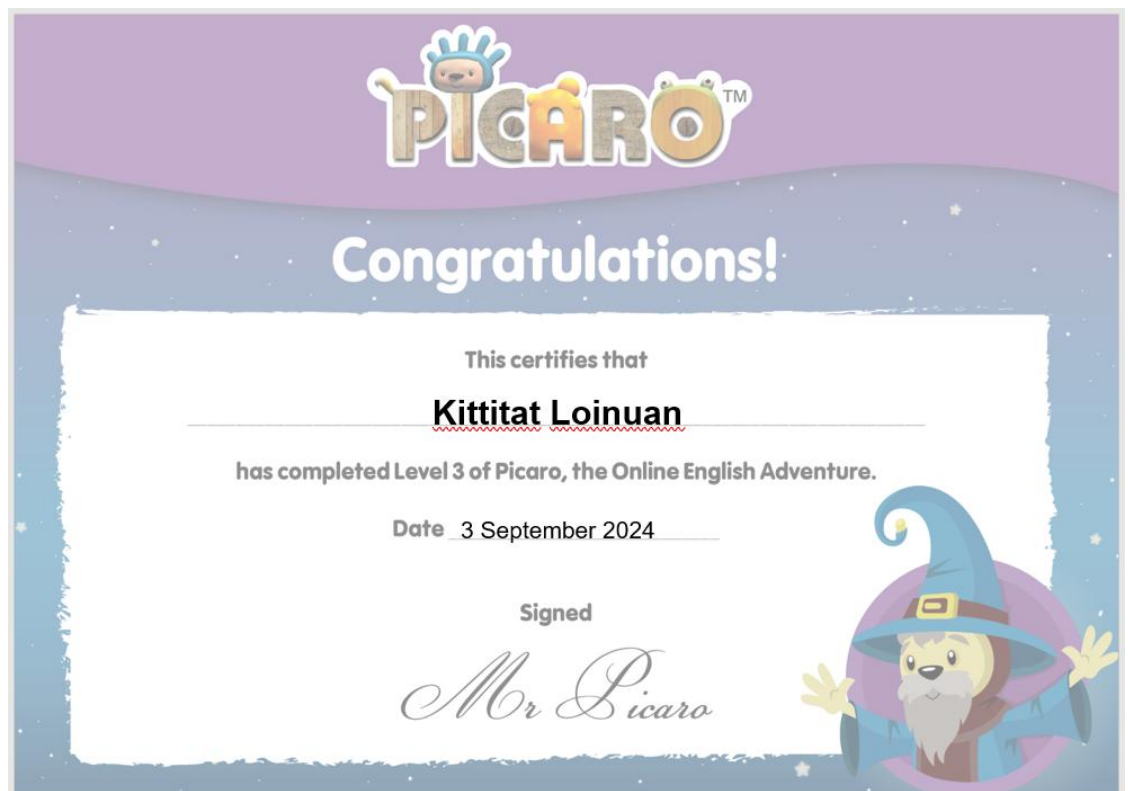 PICARO™
Congratulations!
This certifies that
Kittitat Loinuan
has completed Level 3 of Picaro, the Online English Adventure.
Date 3 September 2024
Signed
Mr Picaro